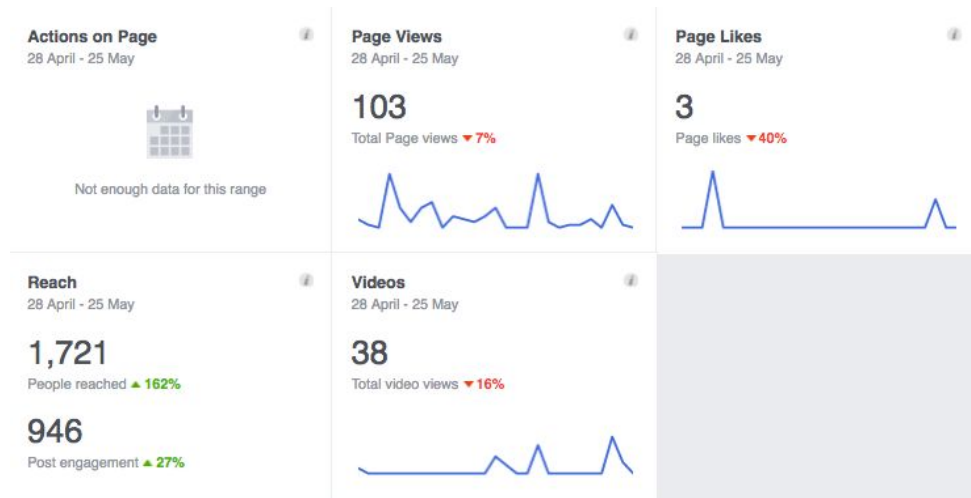 Actions on Page
28 April - 25 May
Not enough data for this range
Page Views
28 April - 25 May
103
Total Page views ▼ 7%
Page Likes
28 April - 25 May
3
Page likes ▼ 40%
Reach
28 April - 25 May
1,721
People reached ▲ 162%
946
Post engagement ▲ 27%
Videos
28 April - 25 May
38
Total video views ▼ 16%